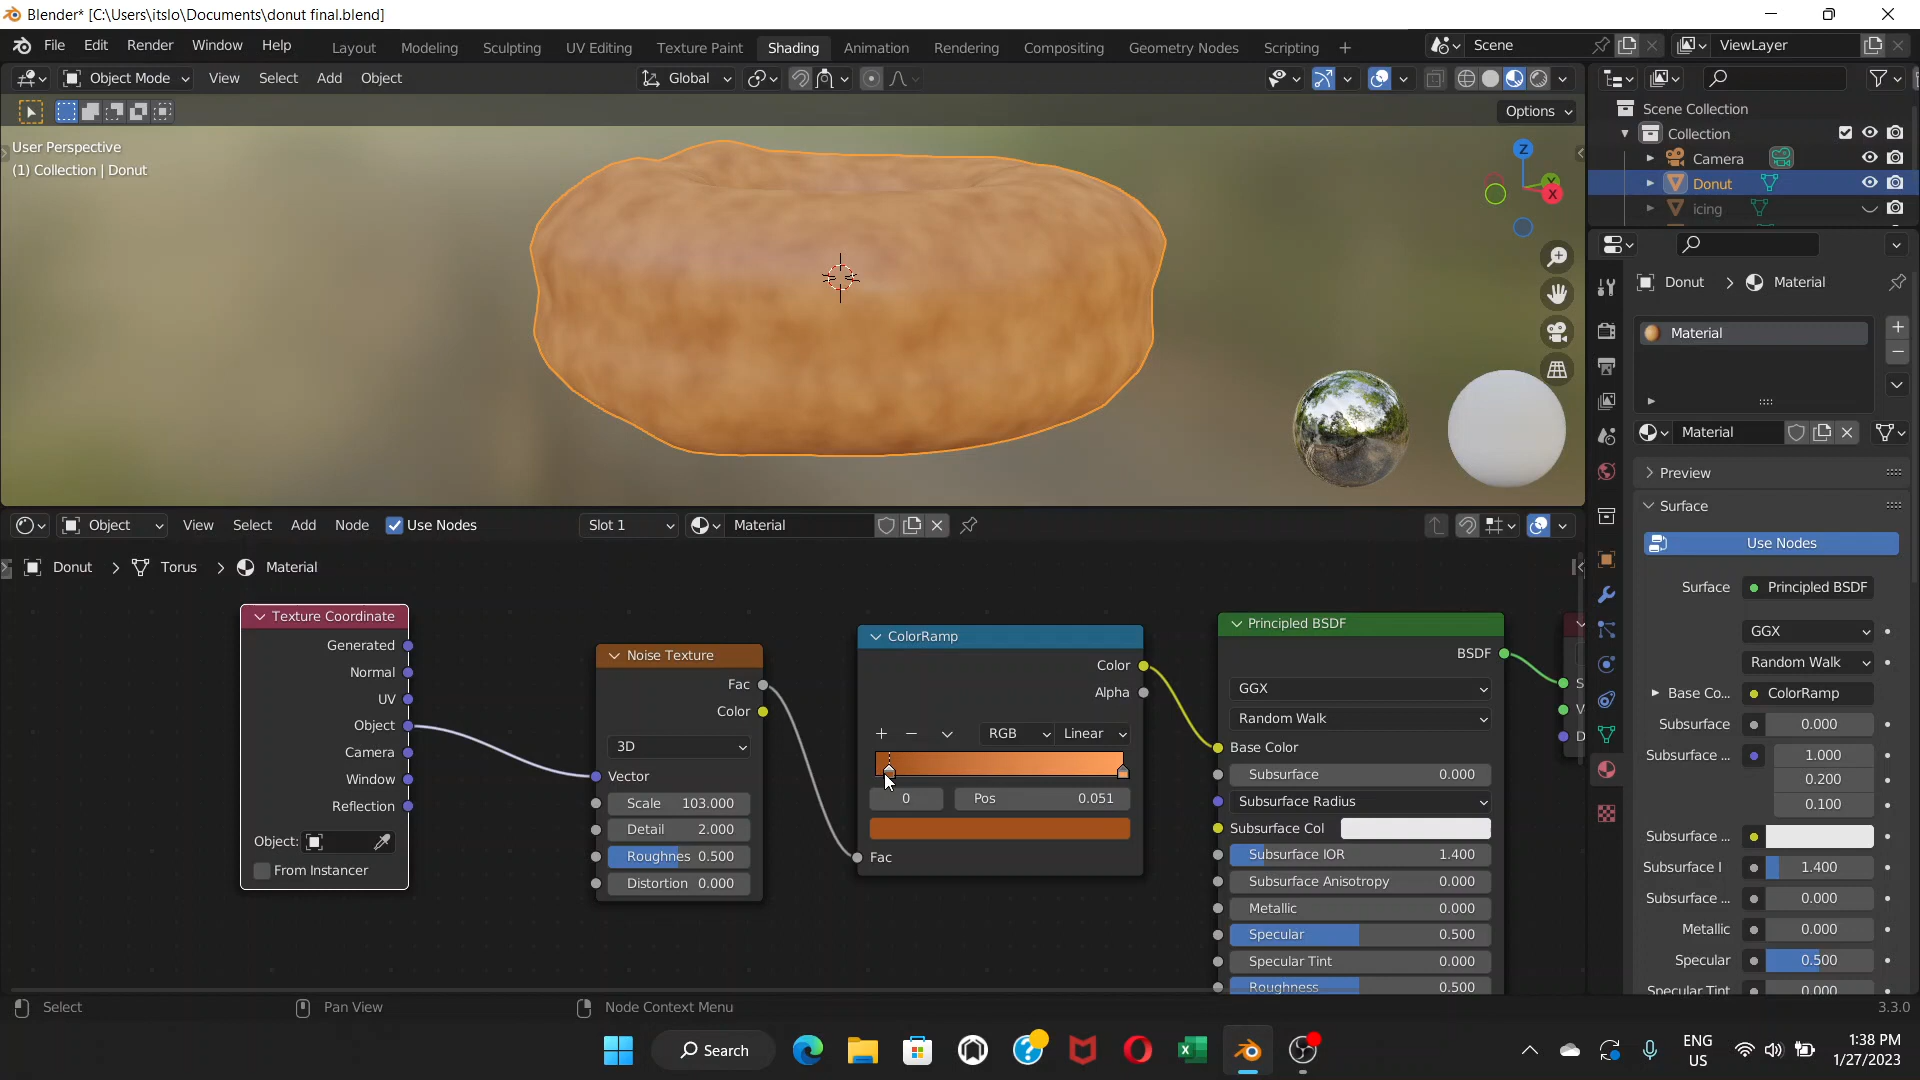 Blender* [C:\Users\itslo\Documents\donut final.blend]
File Edit Render Window Help Layout Modeling Sculpting UV Editing Texture Paint Shading Animation Rendering Compositing Geometry Nodes Scripting + Scene ViewLayer
Object Mode View Select Add Object Global
Options
User Perspective
(1) Collection | Donut
Z
Y
X
Scene Collection
Collection
Camera
Donut
icing
Donut > Material
Material
Material
Preview
Surface
Use Nodes
Surface Principled BSDF
GGX
Random Walk
Base Co... ColorRamp
Subsurface 0.000
Subsurface ... 1.000
0.200
0.100
Subsurface ...
Subsurface I 1.400
Subsurface ... 0.000
Metallic 0.000
Specular 0.500
Specular Tint 0.000
Object View Select Add Node Use Nodes Slot 1 Material
Donut > Torus > Material
Texture Coordinate
Generated
Normal
UV
Object
Camera
Window
Reflection
Object:
From Instancer
Noise Texture
Fac
Color
3D
Vector
Scale 103.000
Detail 2.000
Roughnes 0.500
Distortion 0.000
ColorRamp
Color
Alpha
RGB Linear
0 Pos 0.051
Fac
Principled BSDF
BSDF
GGX
Random Walk
Base Color
Subsurface 0.000
Subsurface Radius
Subsurface Col
Subsurface IOR 1.400
Subsurface Anisotropy 0.000
Metallic 0.000
Specular 0.500
Specular Tint 0.000
Roughness 0.500
S
V
D
Select Pan View Node Context Menu 3.3.0
Search
ENG
US
1:38 PM
1/27/2023